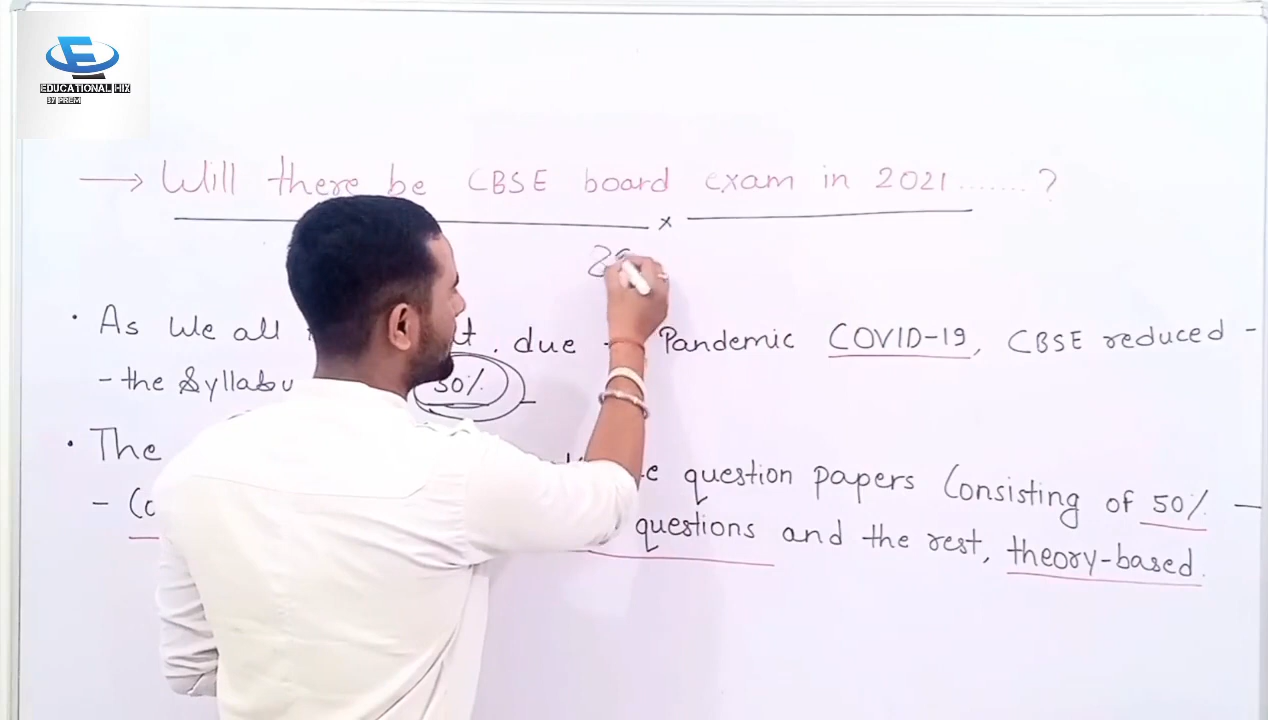 EDUCATIONAL HIX
BY PREM
→ Will there be CBSE board exam in 2021.......?
x
• As We all t, due Pandemic COVID-19, CBSE reduced -
- the Syllabu 30%
• The question papers Consisting of 50% -
- questions and the rest, theory-based.